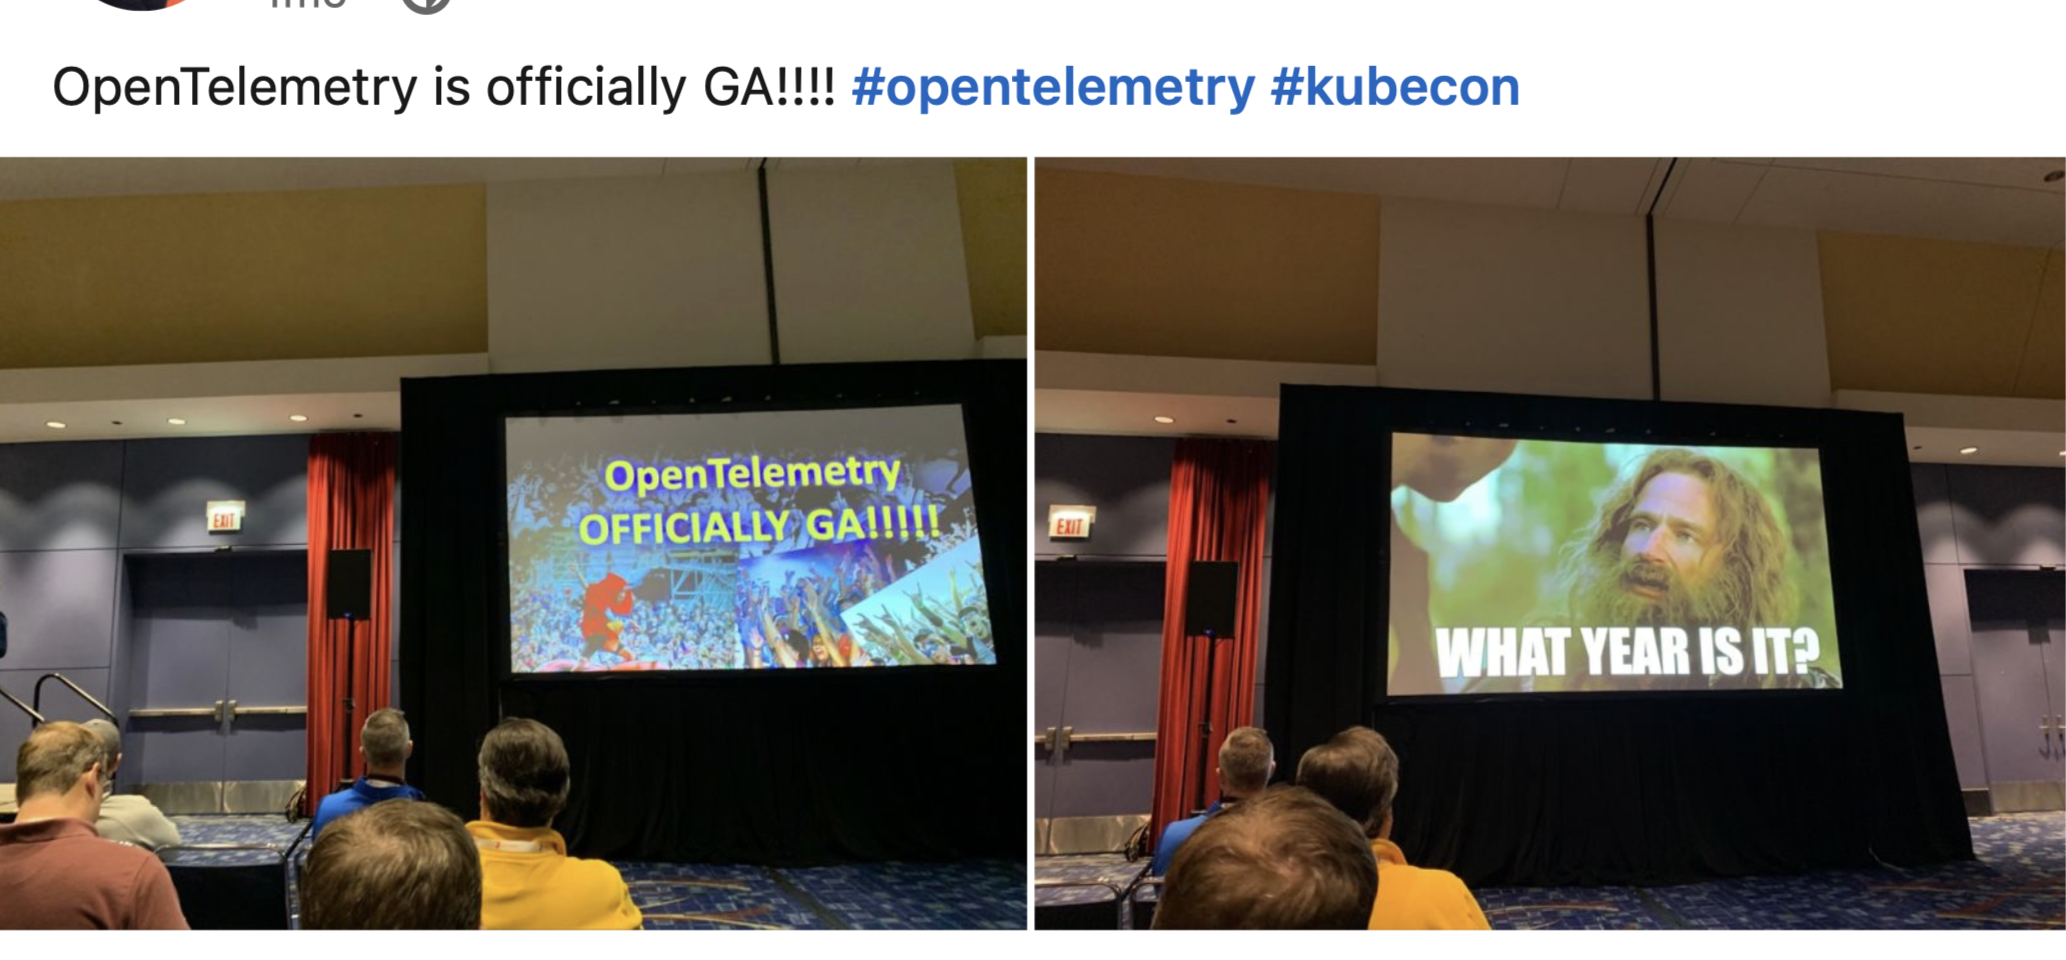 OpenTelemetry is officially GA!!!! #opentelemetry #kubecon
EXIT
OpenTelemetry
OFFICIALLY GA!!!!!
EXIT
WHAT YEAR IS IT?